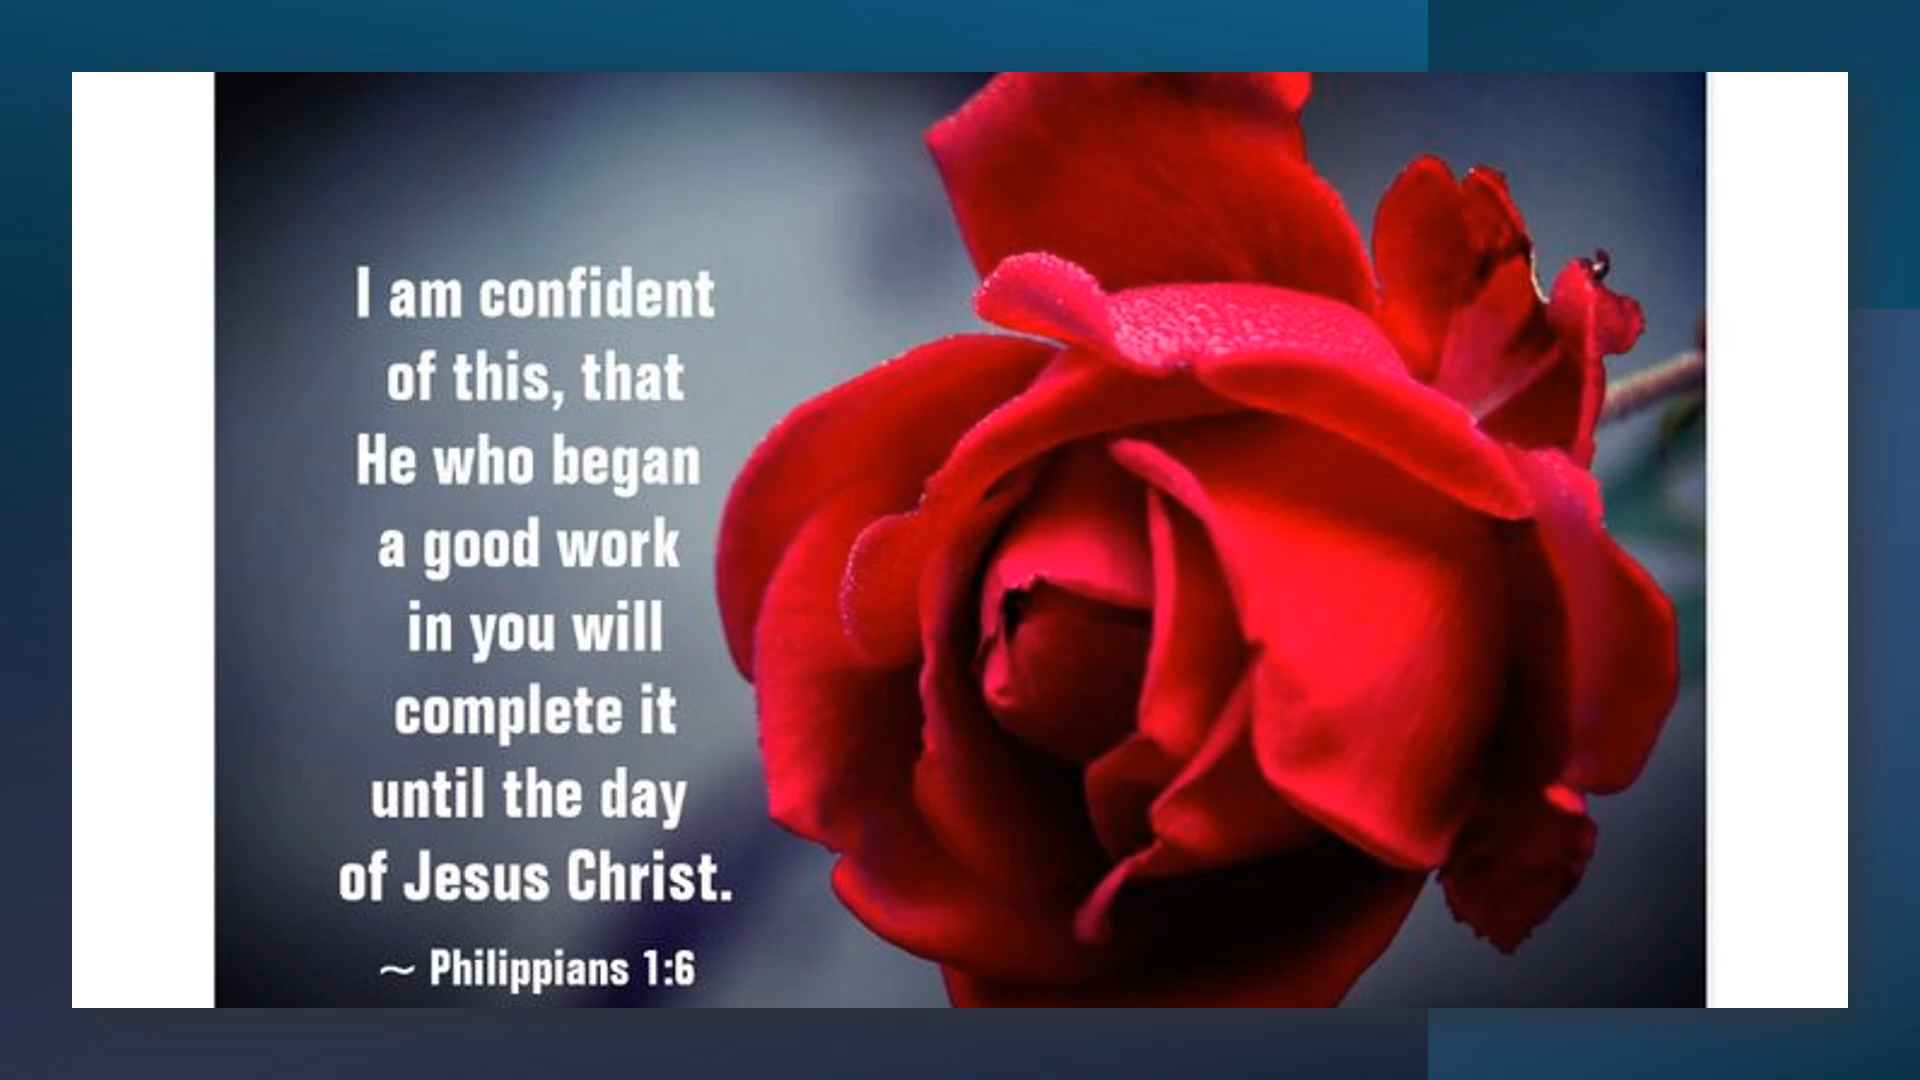 I am confident
of this, that
He who began
a good work
in you will
complete it
until the day
of Jesus Christ.
~ Philippians 1:6